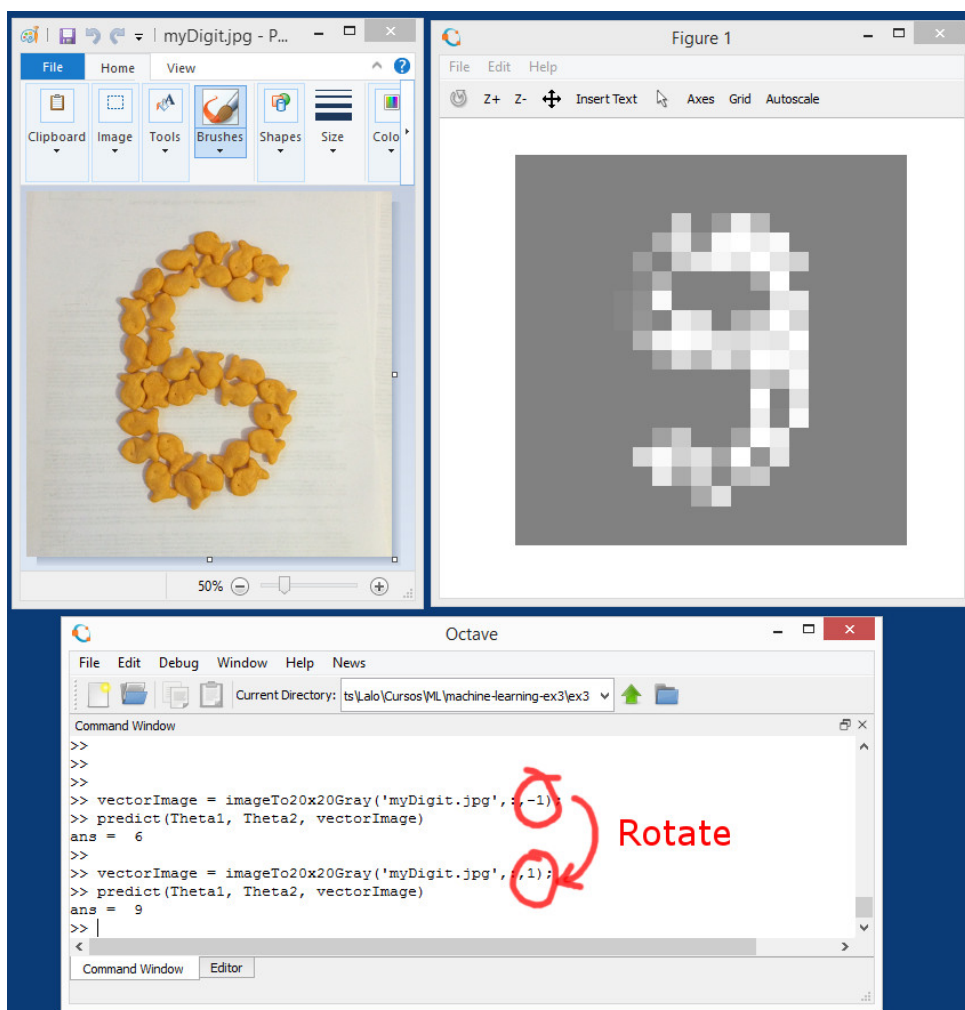 myDigit.jpg - P...
File Home View
Clipboard Image Tools Brushes Shapes Size Colo
50%
Figure 1
File Edit Help
Z+ Z- Insert Text Axes Grid Autoscale
Octave
File Edit Debug Window Help News
Current Directory: ts\Lalo\Cursos\ML\machine-learning-ex3\ex3
Command Window
>>
>>
>>
>> vectorImage = imageTo20x20Gray('myDigit.jpg',:,-1);
>> predict(Theta1, Theta2, vectorImage)
ans = 6
>>
>> vectorImage = imageTo20x20Gray('myDigit.jpg',:,1);
>> predict(Theta1, Theta2, vectorImage)
ans = 9
>>
Rotate
Command Window Editor